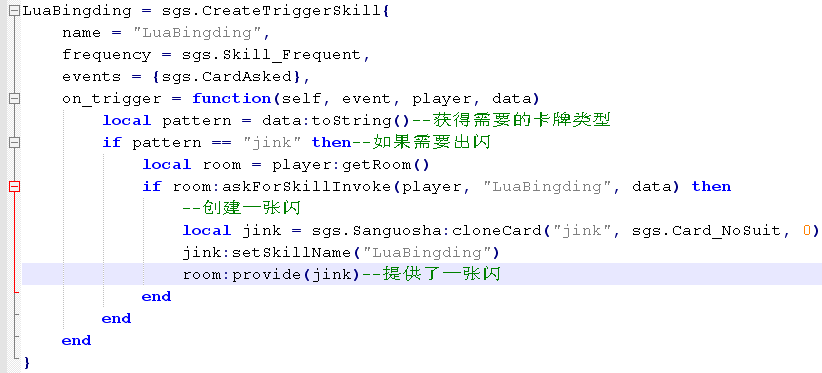 LuaBingding = sgs.CreateTriggerSkill{
    name = "LuaBingding",
    frequency = sgs.Skill_Frequent,
    events = {sgs.CardAsked},
    on_trigger = function(self, event, player, data)
        local pattern = data:toString()--获得需要的卡牌类型
        if pattern == "jink" then--如果需要出闪
            local room = player:getRoom()
            if room:askForSkillInvoke(player, "LuaBingding", data) then
                --创建一张闪
                local jink = sgs.Sanguosha:cloneCard("jink", sgs.Card_NoSuit, 0)
                jink:setSkillName("LuaBingding")
                room:provide(jink)--提供了一张闪
            end
        end
    end
}